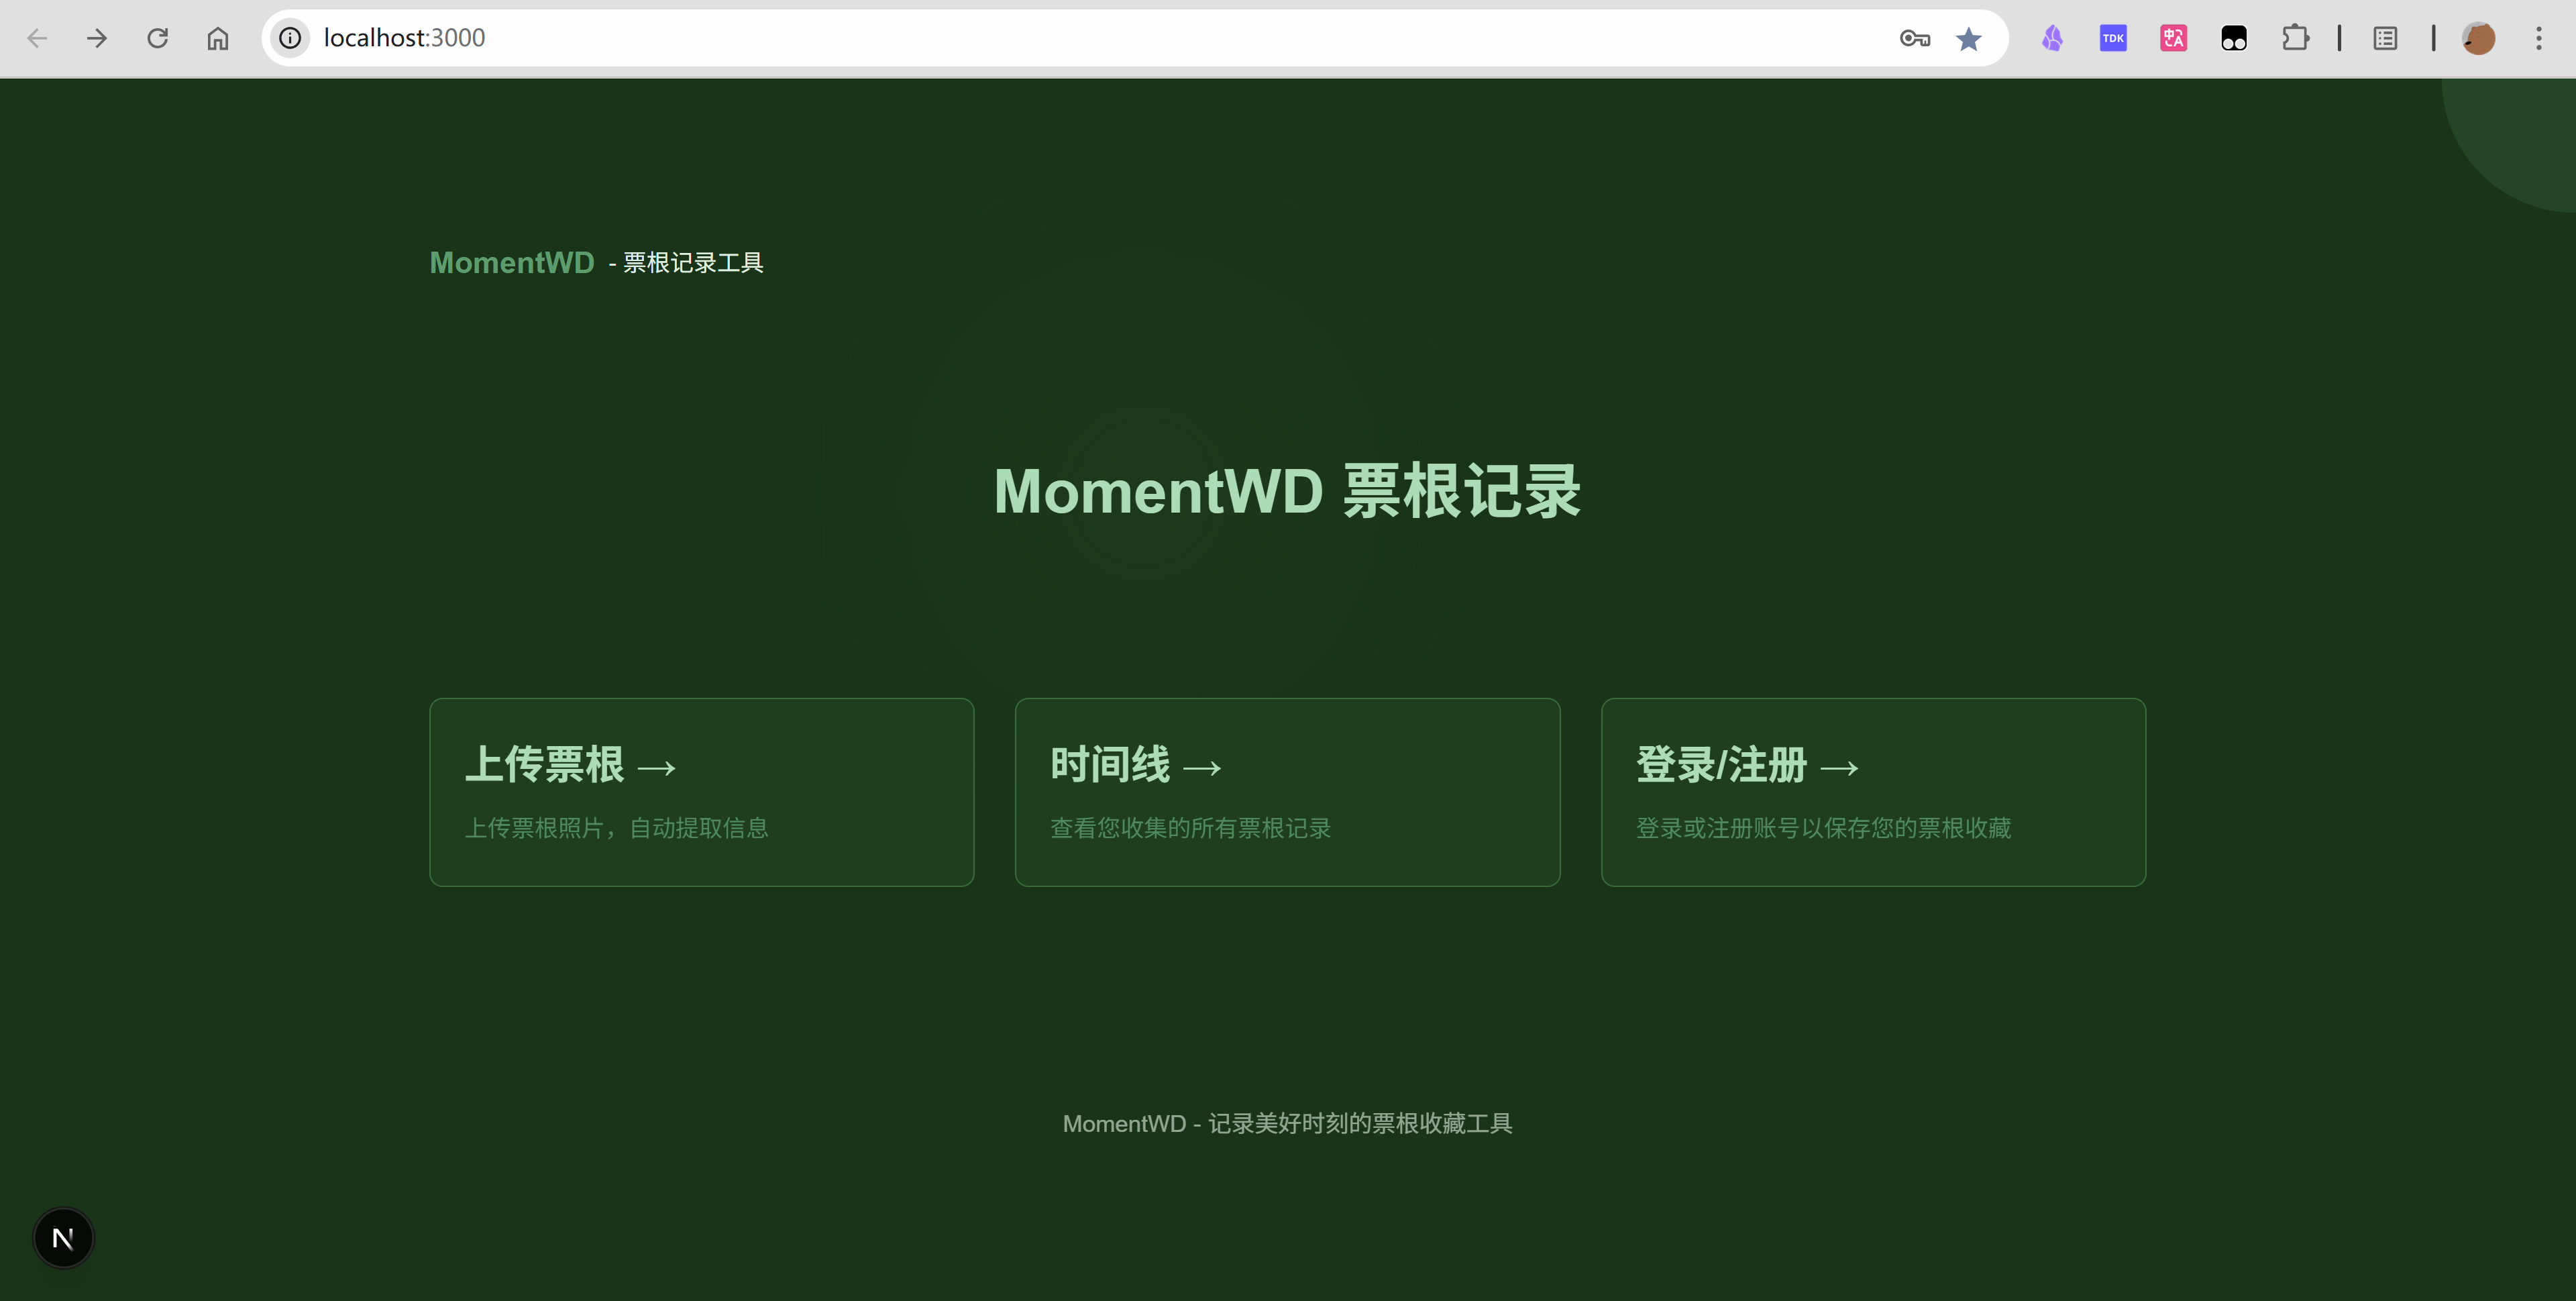 localhost:3000
TDK
中A
MomentWD - 票根记录工具
MomentWD 票根记录
上传票根 →
上传票根照片，自动提取信息
时间线 →
查看您收集的所有票根记录
登录/注册 →
登录或注册账号以保存您的票根收藏
MomentWD - 记录美好时刻的票根收藏工具
N